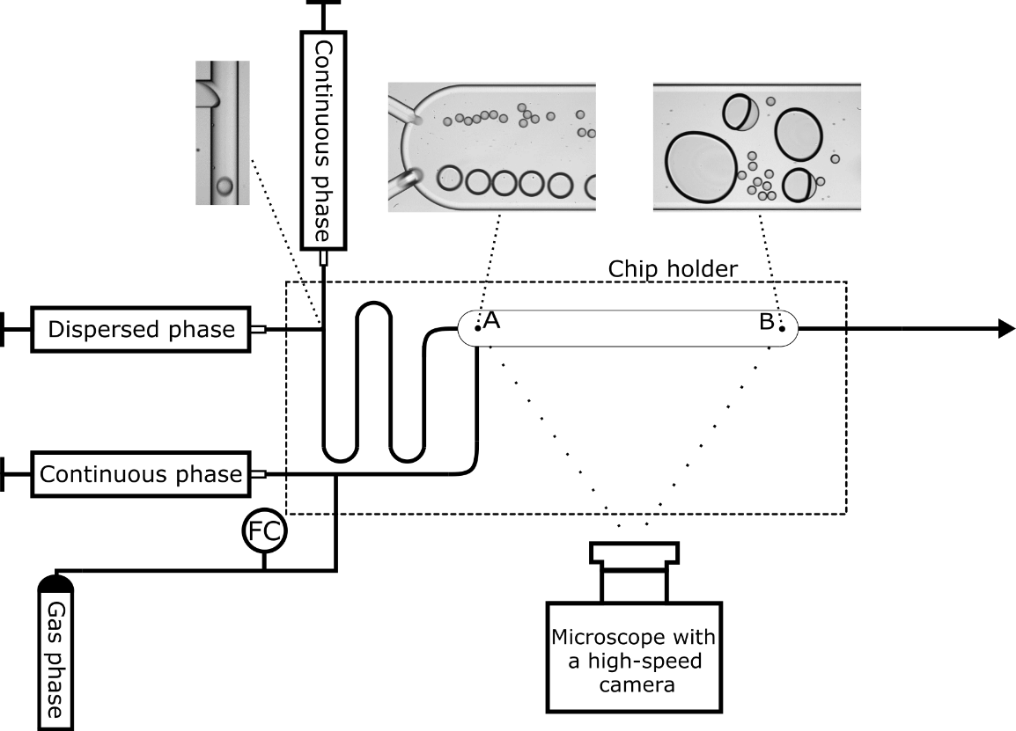 Continuous phase
Chip holder
Dispersed phase
A
B
Continuous phase
FC
Gas phase
Microscope with
a high-speed
camera